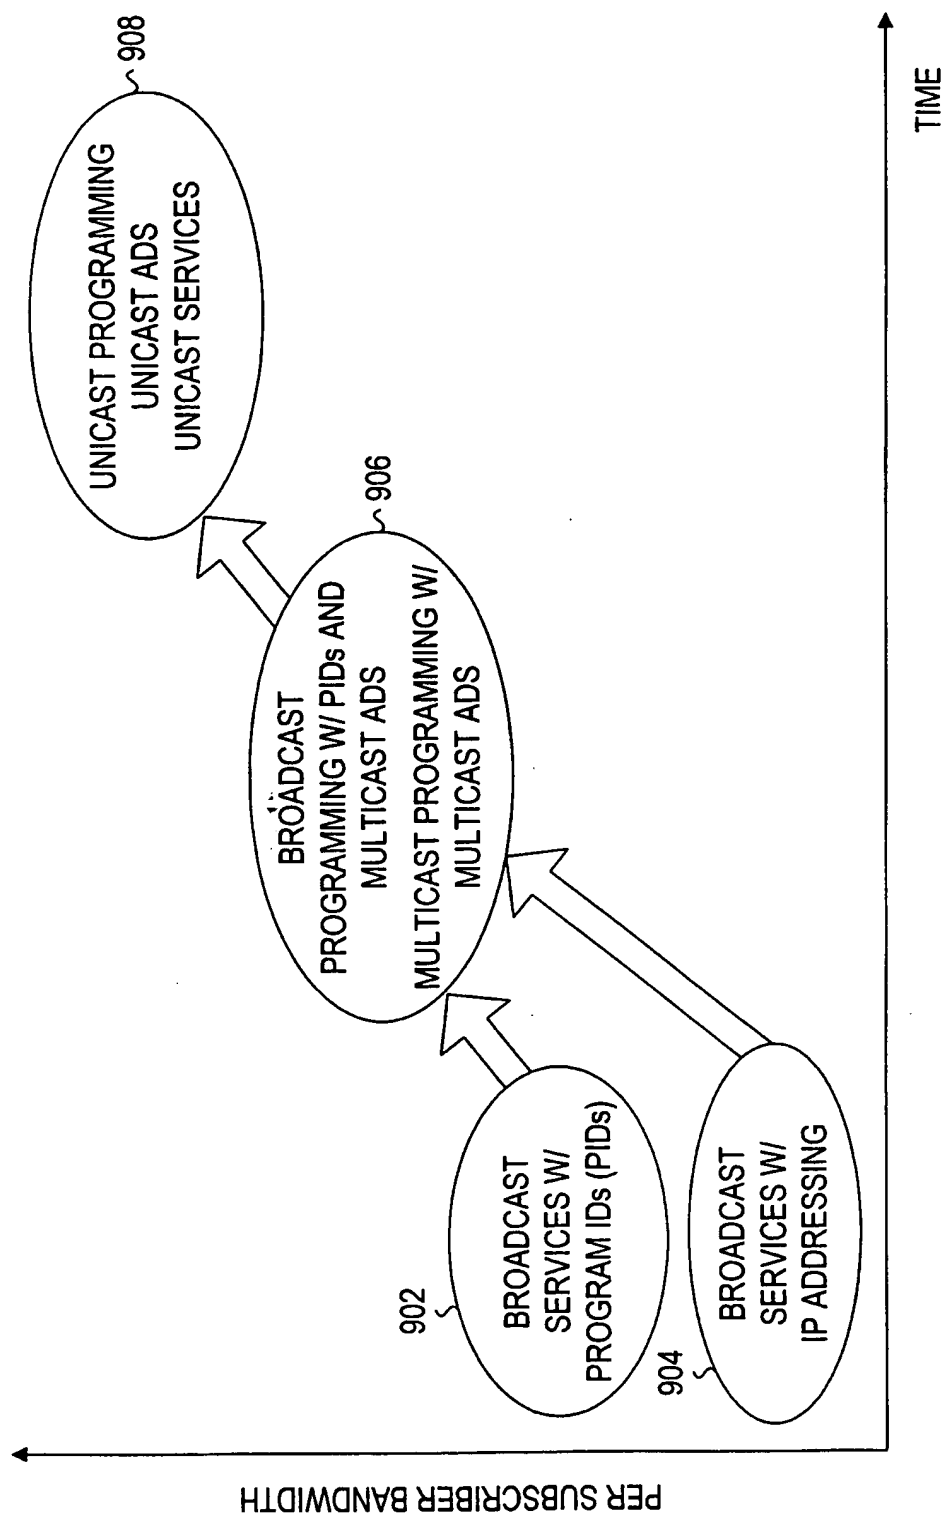 PER SUBSCRIBER BANDWIDTH
908
UNICAST PROGRAMMING
UNICAST ADS
UNICAST SERVICES
906
BROADCAST
PROGRAMMING W/ PIDs AND
MULTICAST ADS
MULTICAST PROGRAMMING W/
MULTICAST ADS
902
BROADCAST
SERVICES W/
PROGRAM IDs (PIDs)
904
BROADCAST
SERVICES W/
IP ADDRESSING
TIME